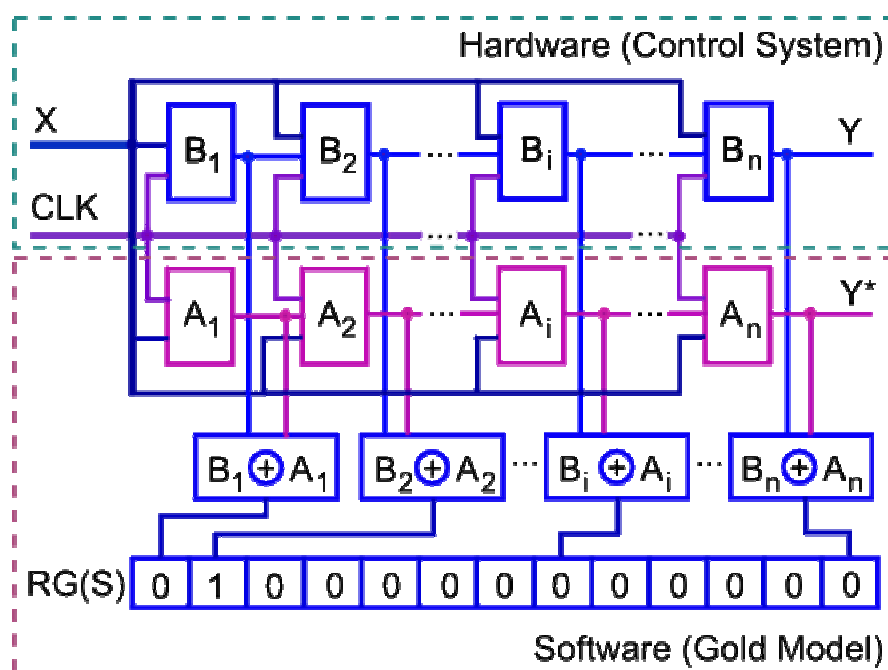 Hardware (Control System)
X
B1 B2 ... Bi ... Bn
Y
CLK
... ...
A1 A2 ... Ai ... An
Y*
B1 ⊕ A1 B2 ⊕ A2 ... Bi ⊕ Ai ... Bn ⊕ An
RG(S) 0 1 0 0 0 0 0 0 0 0 0 0 0
Software (Gold Model)